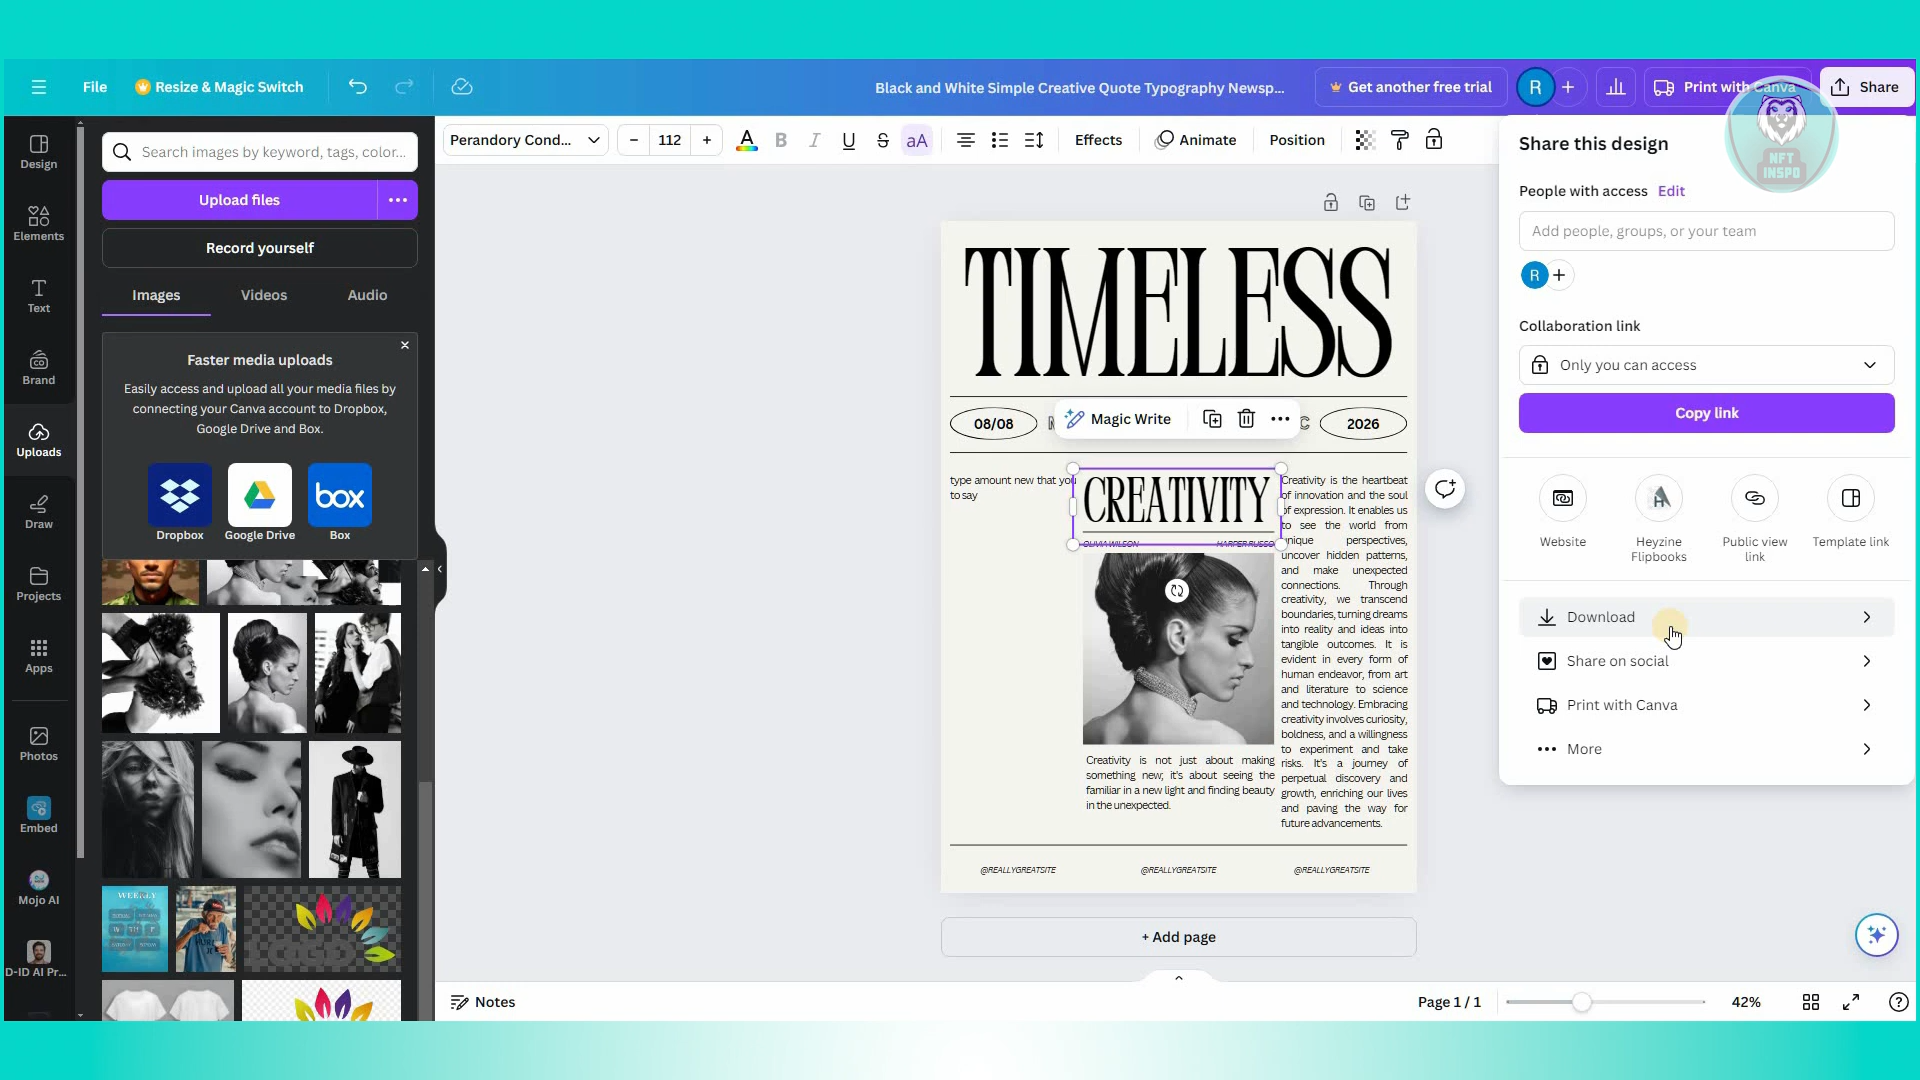 File
Resize & Magic Switch
Black and White Simple Creative Quote Typography Newsp...
Get another free trial
R
Print with Canva
Share
NFT
INSPO
Design
Elements
Text
Brand
Uploads
Draw
Projects
Apps
Photos
Embed
Mojo AI
D-ID AI Pr...
Search images by keyword, tags, color...
Upload files
Record yourself
Images
Videos
Audio
Faster media uploads
Easily access and upload all your media files by
connecting your Canva account to Dropbox,
Google Drive and Box.
box
Dropbox
Google Drive
Box
WEEKLY
LOGO
Perandory Cond...
112
A
B
I
U
S
aA
Effects
Animate
Position
TIMELESS
08/08
Magic Write
2026
type amount new that you
to say
CREATIVITY
OLIVIA WILSON
HARPER RUSSO
Creativity is not just about making
something new; it's about seeing the
familiar in a new light and finding beauty
in the unexpected.
Creativity is the heartbeat
of innovation and the soul
of expression. It enables us
to see the world from
unique perspectives,
uncover hidden patterns,
and make unexpected
connections. Through
creativity, we transcend
boundaries, turning dreams
into reality and ideas into
tangible outcomes. It is
evident in every form of
human endeavor, from art
and literature to science
and technology. Embracing
creativity involves curiosity,
boldness, and a willingness
to experiment and take
risks. It's a journey of
perpetual discovery and
growth, enriching our lives
and paving the way for
future advancements.
@REALLYGREATSITE
@REALLYGREATSITE
@REALLYGREATSITE
+ Add page
Notes
Page 1 / 1
42%
Share this design
People with access
Edit
Add people, groups, or your team
R
Collaboration link
Only you can access
Copy link
Website
Heyzine
Flipbooks
Public view
link
Template link
Download
Share on social
Print with Canva
More